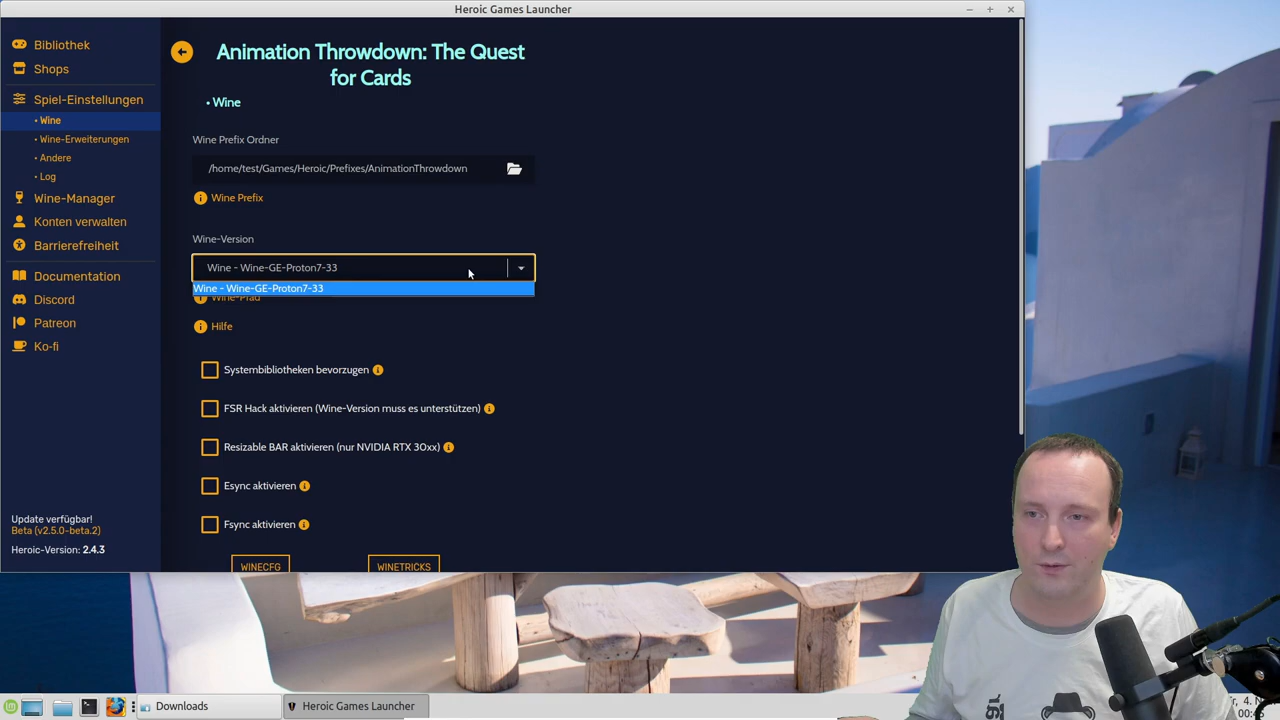 Heroic Games Launcher
Bibliothek
Shops
Spiel-Einstellungen
• Wine
• Wine-Erweiterungen
• Andere
• Log
Wine-Manager
Konten verwalten
Barrierefreiheit
Documentation
Discord
Patreon
Ko-fi
Update verfügbar!
Beta (v2.5.0-beta.2)
Heroic-Version: 2.4.3
Animation Throwdown: The Quest
for Cards
• Wine
Wine Prefix Ordner
/home/test/Games/Heroic/Prefixes/AnimationThrowdown
Wine Prefix
Wine-Version
Wine - Wine-GE-Proton7-33
Wine - Wine-GE-Proton7-33
Wine-Pfad
Hilfe
Systembibliotheken bevorzugen
FSR Hack aktivieren (Wine-Version muss es unterstützen)
Resizable BAR aktivieren (nur NVIDIA RTX 30xx)
Esync aktivieren
Fsync aktivieren
WINECFG
WINETRICKS
Downloads
Heroic Games Launcher